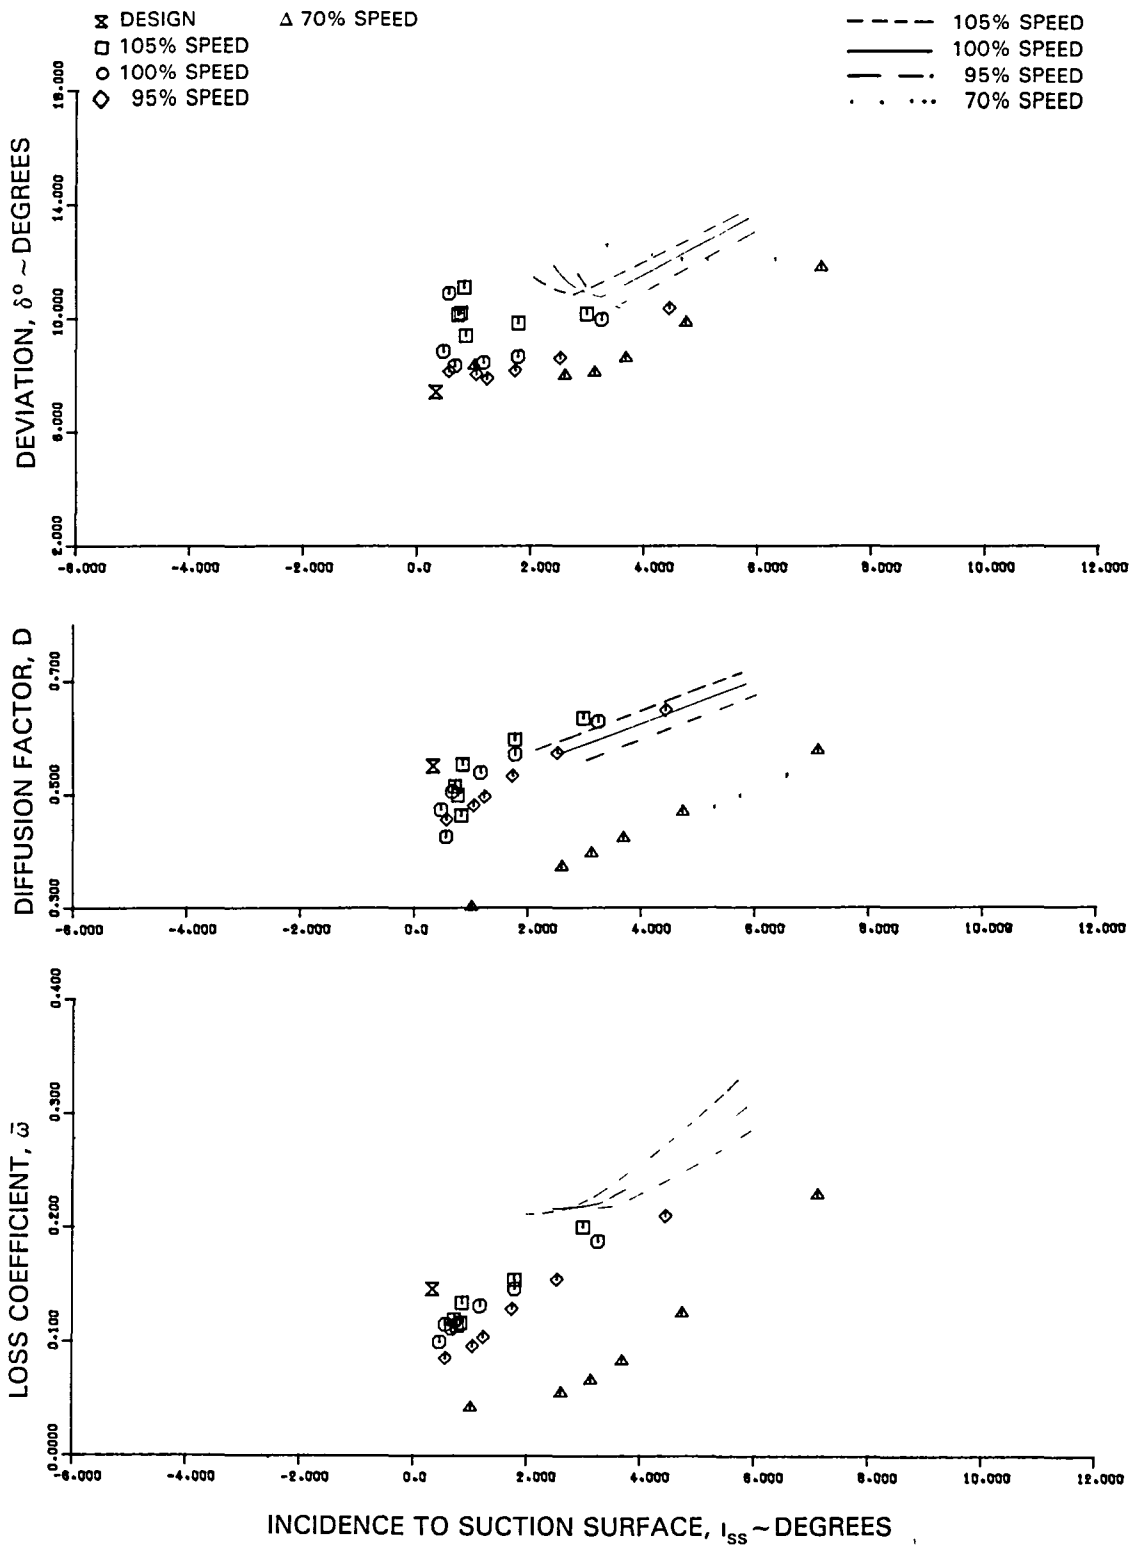 DESIGN
70% SPEED
105% SPEED
100% SPEED
95% SPEED
105% SPEED
100% SPEED
95% SPEED
70% SPEED
DEVIATION, δ° ~ DEGREES
18.000
14.000
10.000
6.000
2.000
-6.000 -4.000 -2.000 0.0 2.000 4.000 6.000 8.000 10.000 12.000
DIFFUSION FACTOR, D
0.700
0.500
0.300
-6.000 -4.000 -2.000 0.0 2.000 4.000 6.000 8.000 10.000 12.000
LOSS COEFFICIENT, ω̄
0.400
0.300
0.200
0.100
0.0000
-6.000 -4.000 -2.000 0.0 2.000 4.000 6.000 8.000 10.000 12.000
INCIDENCE TO SUCTION SURFACE, ıss ~ DEGREES